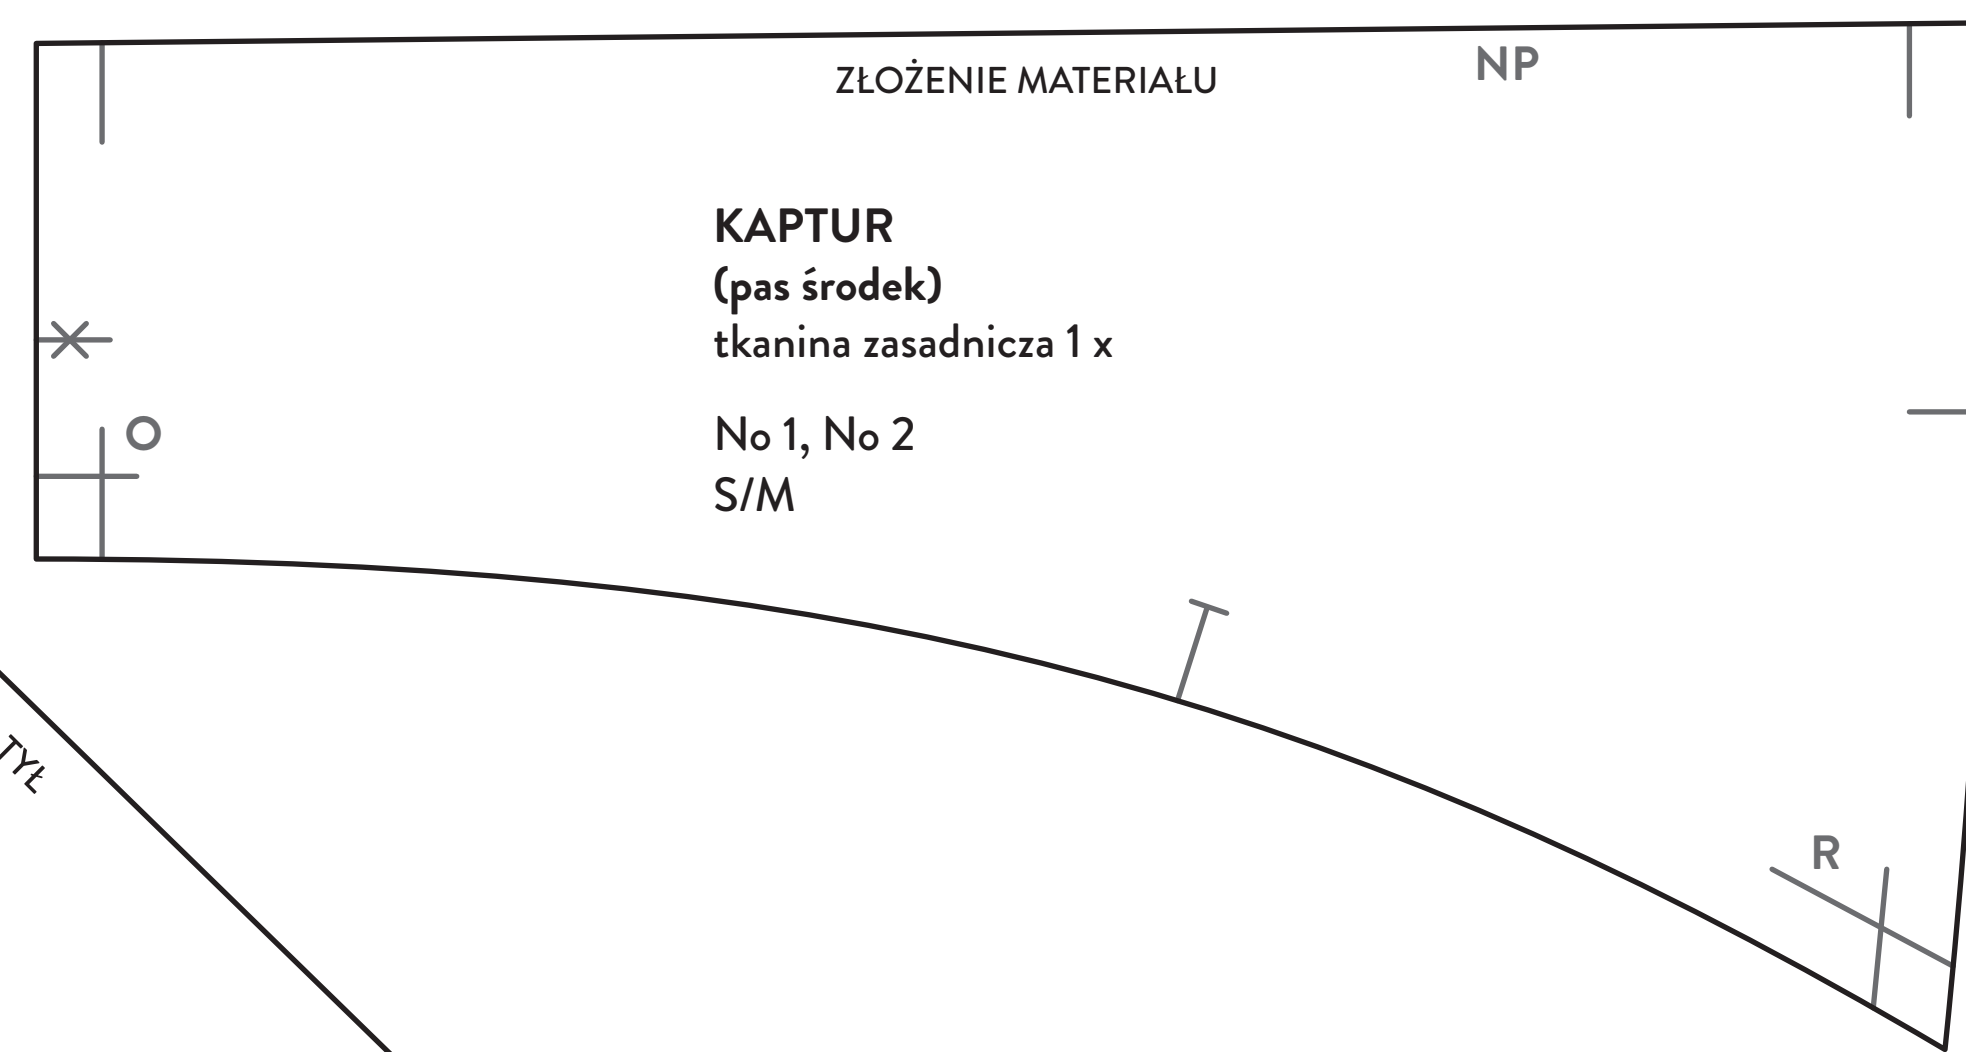 ZŁOŻENIE MATERIAŁU
NP
KAPTUR
(pas środek)
tkanina zasadnicza 1 x
O
No 1, No 2
S/M
TYŁ
R